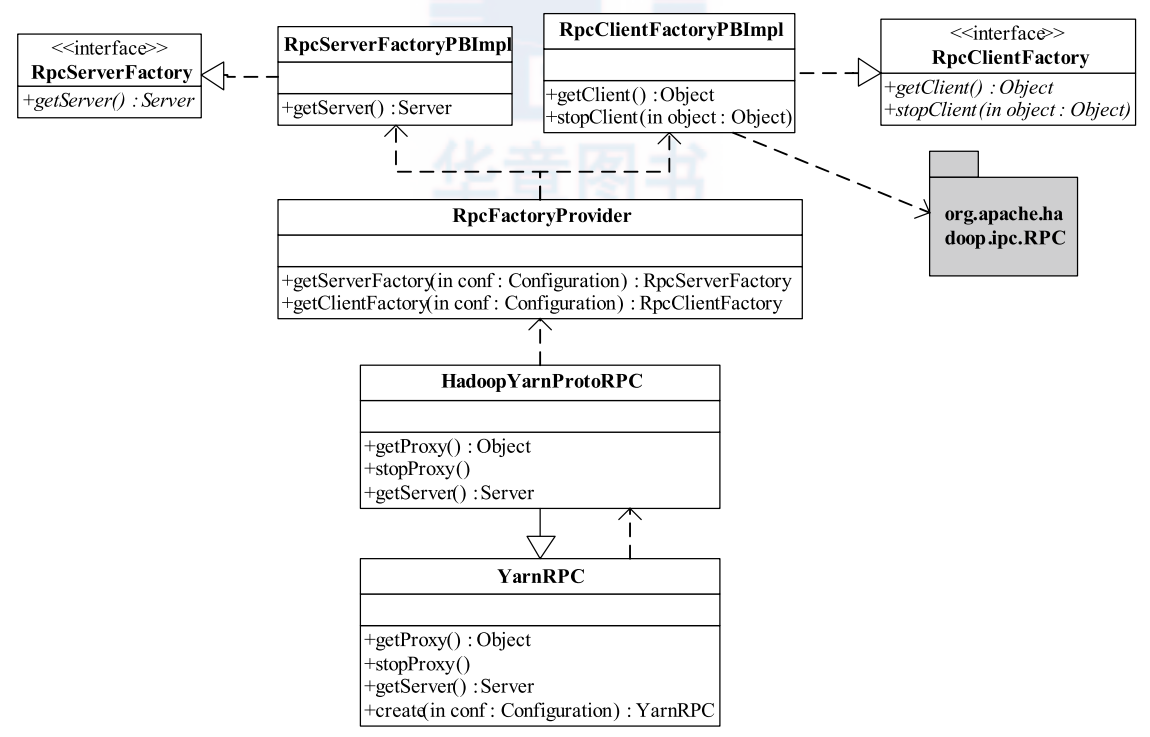 <<interface>>
RpcServerFactory
+getServer() : Server
RpcServerFactoryPBImpl
+getServer() : Server
RpcClientFactoryPBImpl
+getClient() : Object
+stopClient(in object : Object)
<<interface>>
RpcClientFactory
+getClient() : Object
+stopClient(in object : Object)
华章图书
org.apache.ha
doop.ipc.RPC
RpcFactoryProvider
+getServerFactory(in conf : Configuration) : RpcServerFactory
+getClientFactory(in conf : Configuration) : RpcClientFactory
HadoopYarnProtoRPC
+getProxy() : Object
+stopProxy()
+getServer() : Server
YarnRPC
+getProxy() : Object
+stopProxy()
+getServer() : Server
+create(in conf : Configuration) : YarnRPC